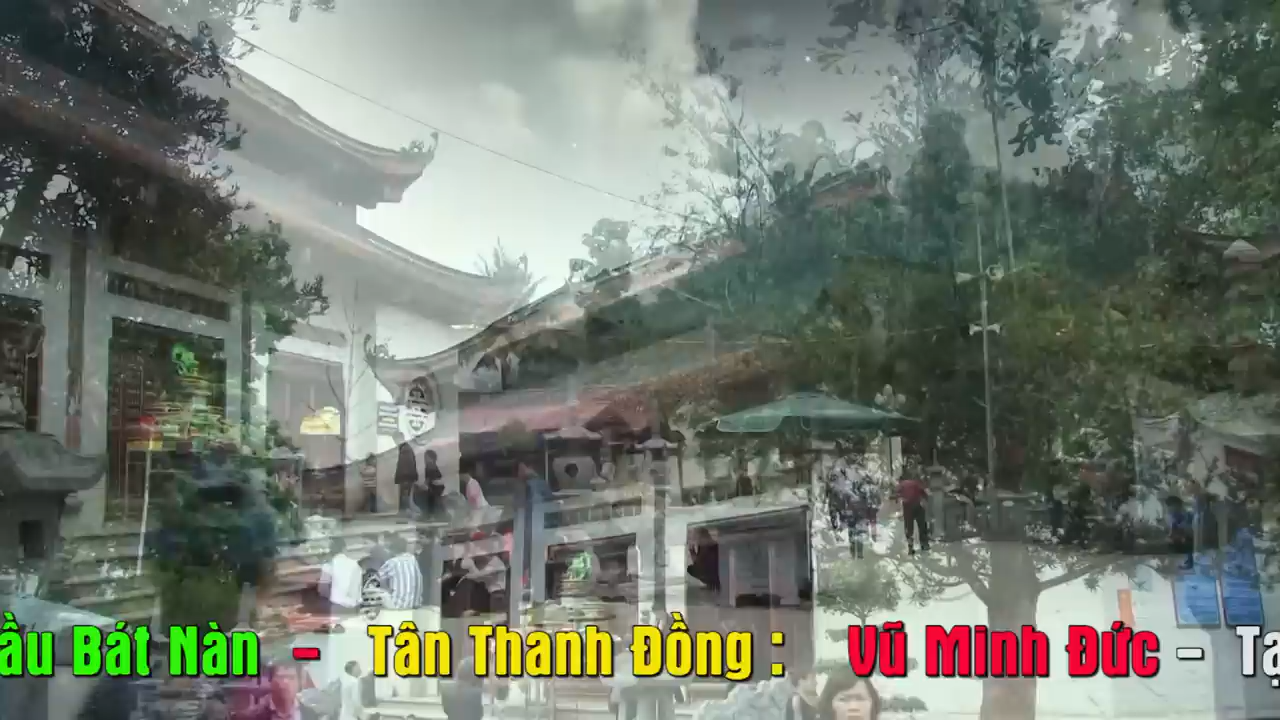 ầu Bát Nàn – Tân Thanh Đồng : Vũ Minh Đức – Tạ